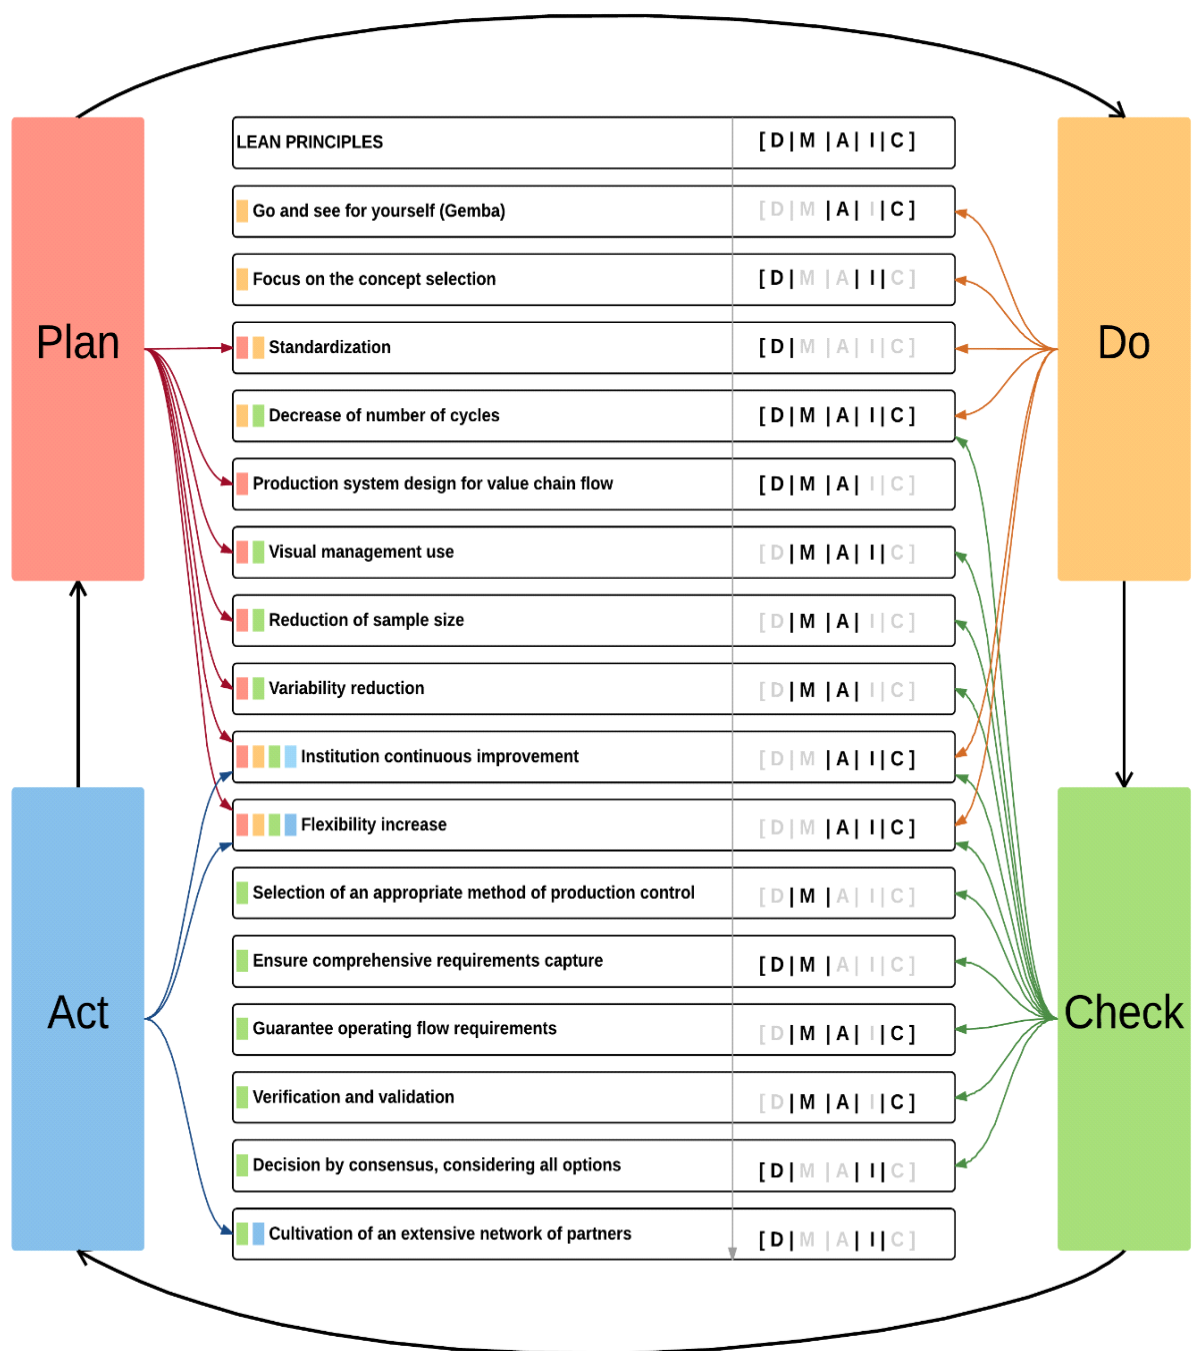 LEAN PRINCIPLES [ D | M | A | I | C ]
Go and see for yourself (Gemba) [ D | M | A | I | C ]
Focus on the concept selection [ D | M | A | I | C ]
Standardization [ D | M | A | I | C ]
Plan
Do
Decrease of number of cycles [ D | M | A | I | C ]
Production system design for value chain flow [ D | M | A | I | C ]
Visual management use [ D | M | A | I | C ]
Reduction of sample size [ D | M | A | I | C ]
Variability reduction [ D | M | A | I | C ]
Institution continuous improvement [ D | M | A | I | C ]
Flexibility increase [ D | M | A | I | C ]
Selection of an appropriate method of production control [ D | M | A | I | C ]
Ensure comprehensive requirements capture [ D | M | A | I | C ]
Act
Check
Guarantee operating flow requirements [ D | M | A | I | C ]
Verification and validation [ D | M | A | I | C ]
Decision by consensus, considering all options [ D | M | A | I | C ]
Cultivation of an extensive network of partners [ D | M | A | I | C ]